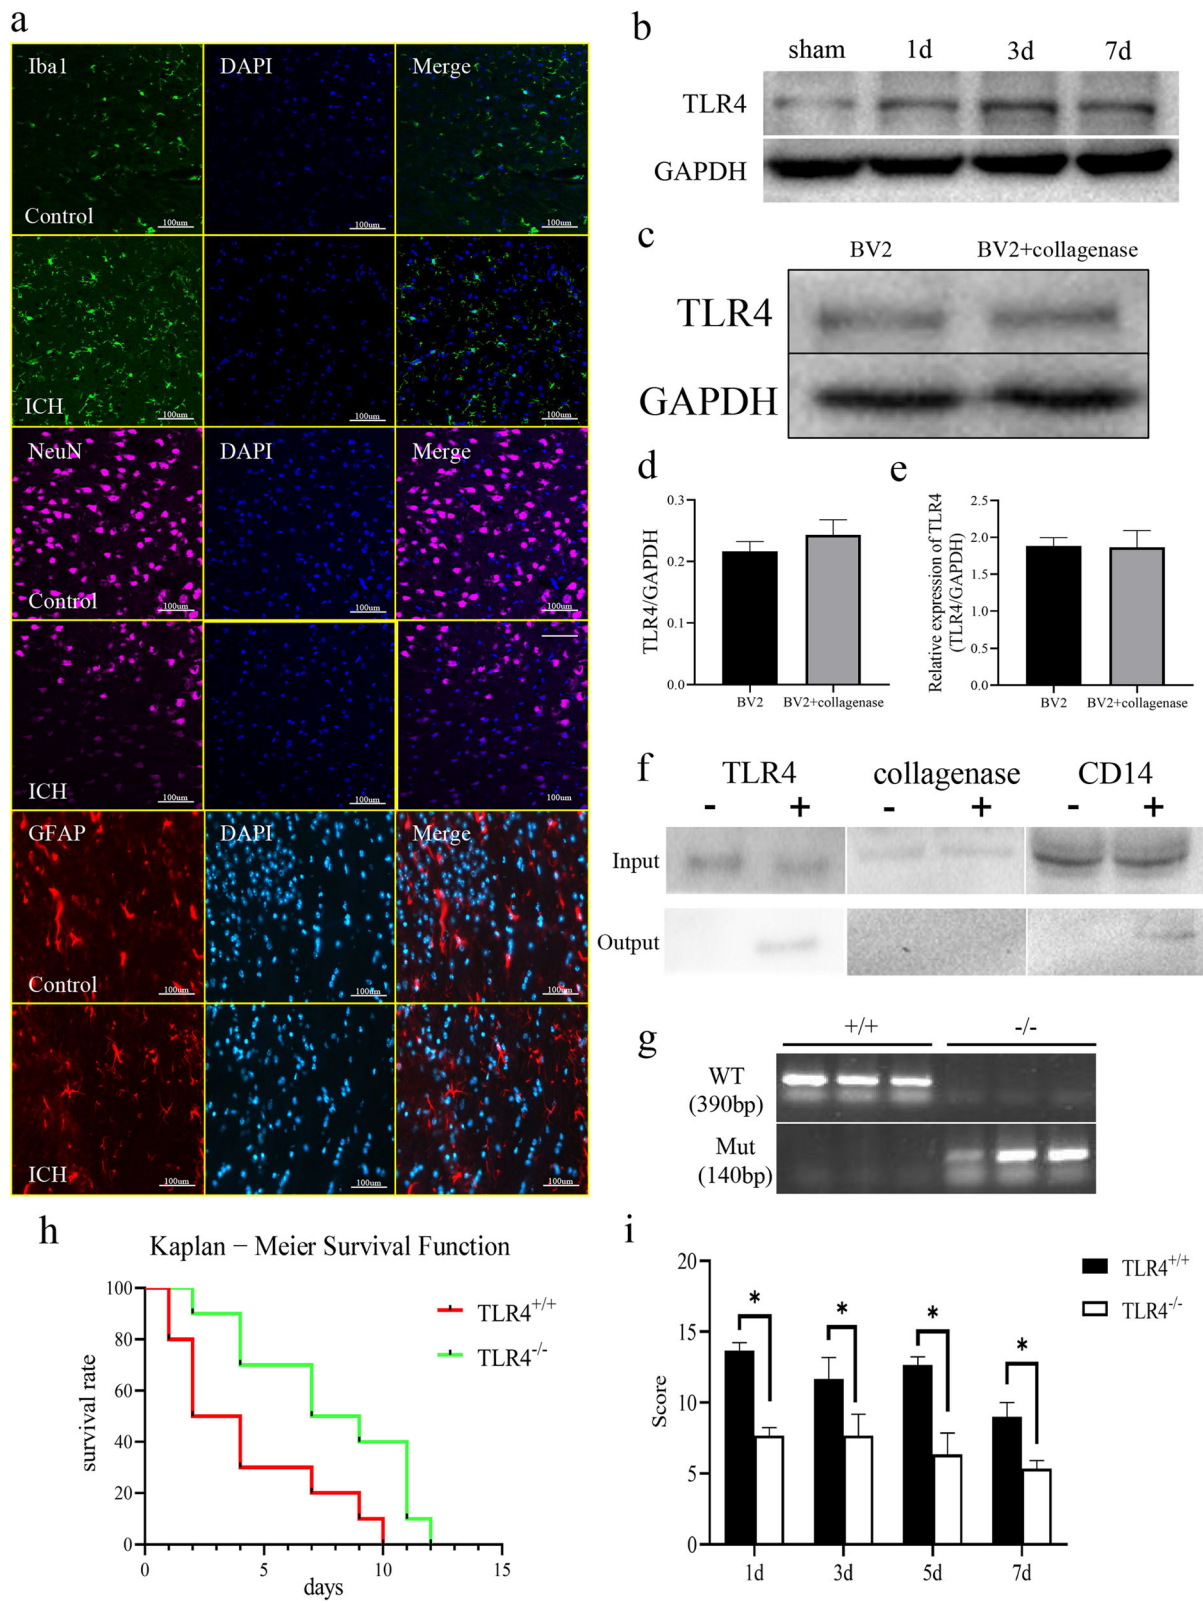 a
Iba1 DAPI Merge
Control 100um 100um 100um
ICH 100um 100um 100um
NeuN DAPI Merge
Control 100um 100um 100um
ICH 100um 100um 100um
GFAP DAPI Merge
Control 100um 100um 100um
ICH 100um 100um 100um
b
sham 1d 3d 7d
TLR4
GAPDH
c
BV2 BV2+collagenase
TLR4
GAPDH
d
TLR4/GAPDH
0.3
0.2
0.1
0.0
BV2 BV2+collagenase
e
Relative expression of TLR4
(TLR4/GAPDH)
2.5
2.0
1.5
1.0
0.5
0.0
BV2 BV2+collagenase
f
TLR4 collagenase CD14
- + - + - +
Input
Output
g
+/+ -/-
WT
(390bp)
Mut
(140bp)
h
Kaplan – Meier Survival Function
survival rate
100
80
60
40
20
0
0 5 10 15
days
TLR4+/+
TLR4-/-
i
Score
20
15
10
5
0
* * * *
1d 3d 5d 7d
TLR4+/+
TLR4-/-